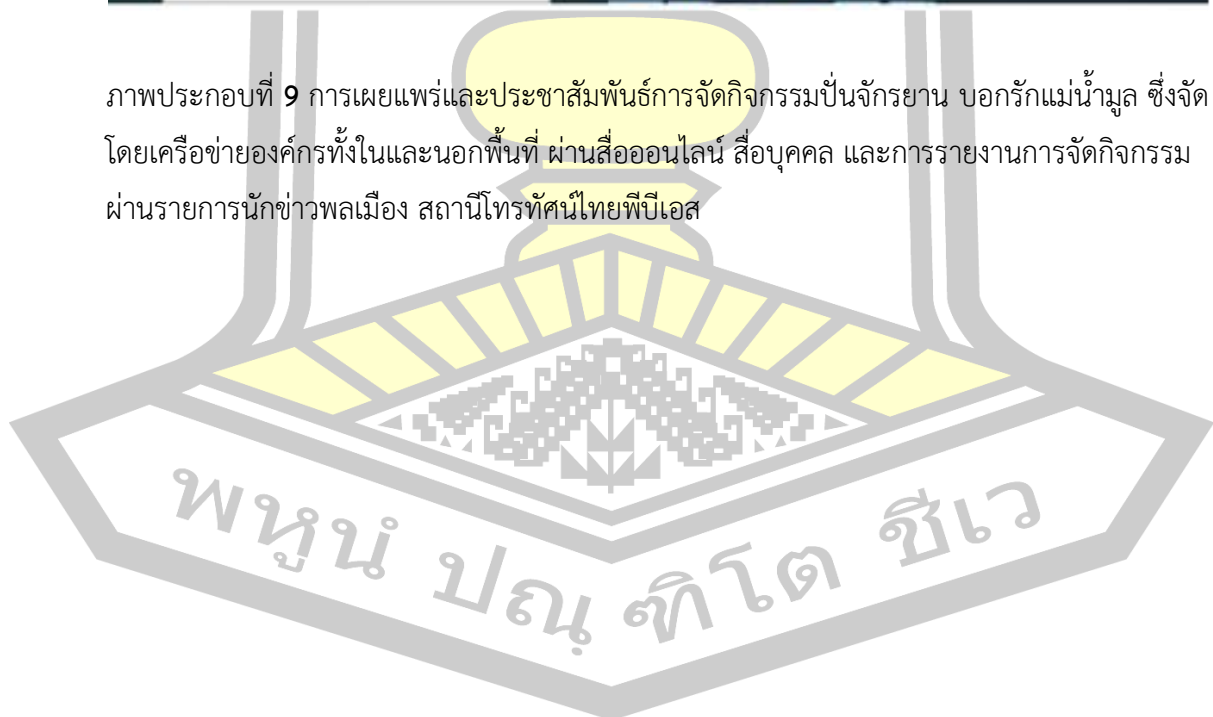 ภาพประกอบที่ 9 การเผยแพร่และประชาสัมพันธ์การจัดกิจกรรมปั่นจักรยาน บอกรักแม่น้ำมูล ซึ่งจัด
โดยเครือข่ายองค์กรทั้งในและนอกพื้นที่ ผ่านสื่อออนไลน์ สื่อบุคคล และการรายงานการจัดกิจกรรม
ผ่านรายการนักข่าวพลเมือง สถานีโทรทัศน์ไทยพีบีเอส
พหูนํ ปณฺฑิโต ชีเว